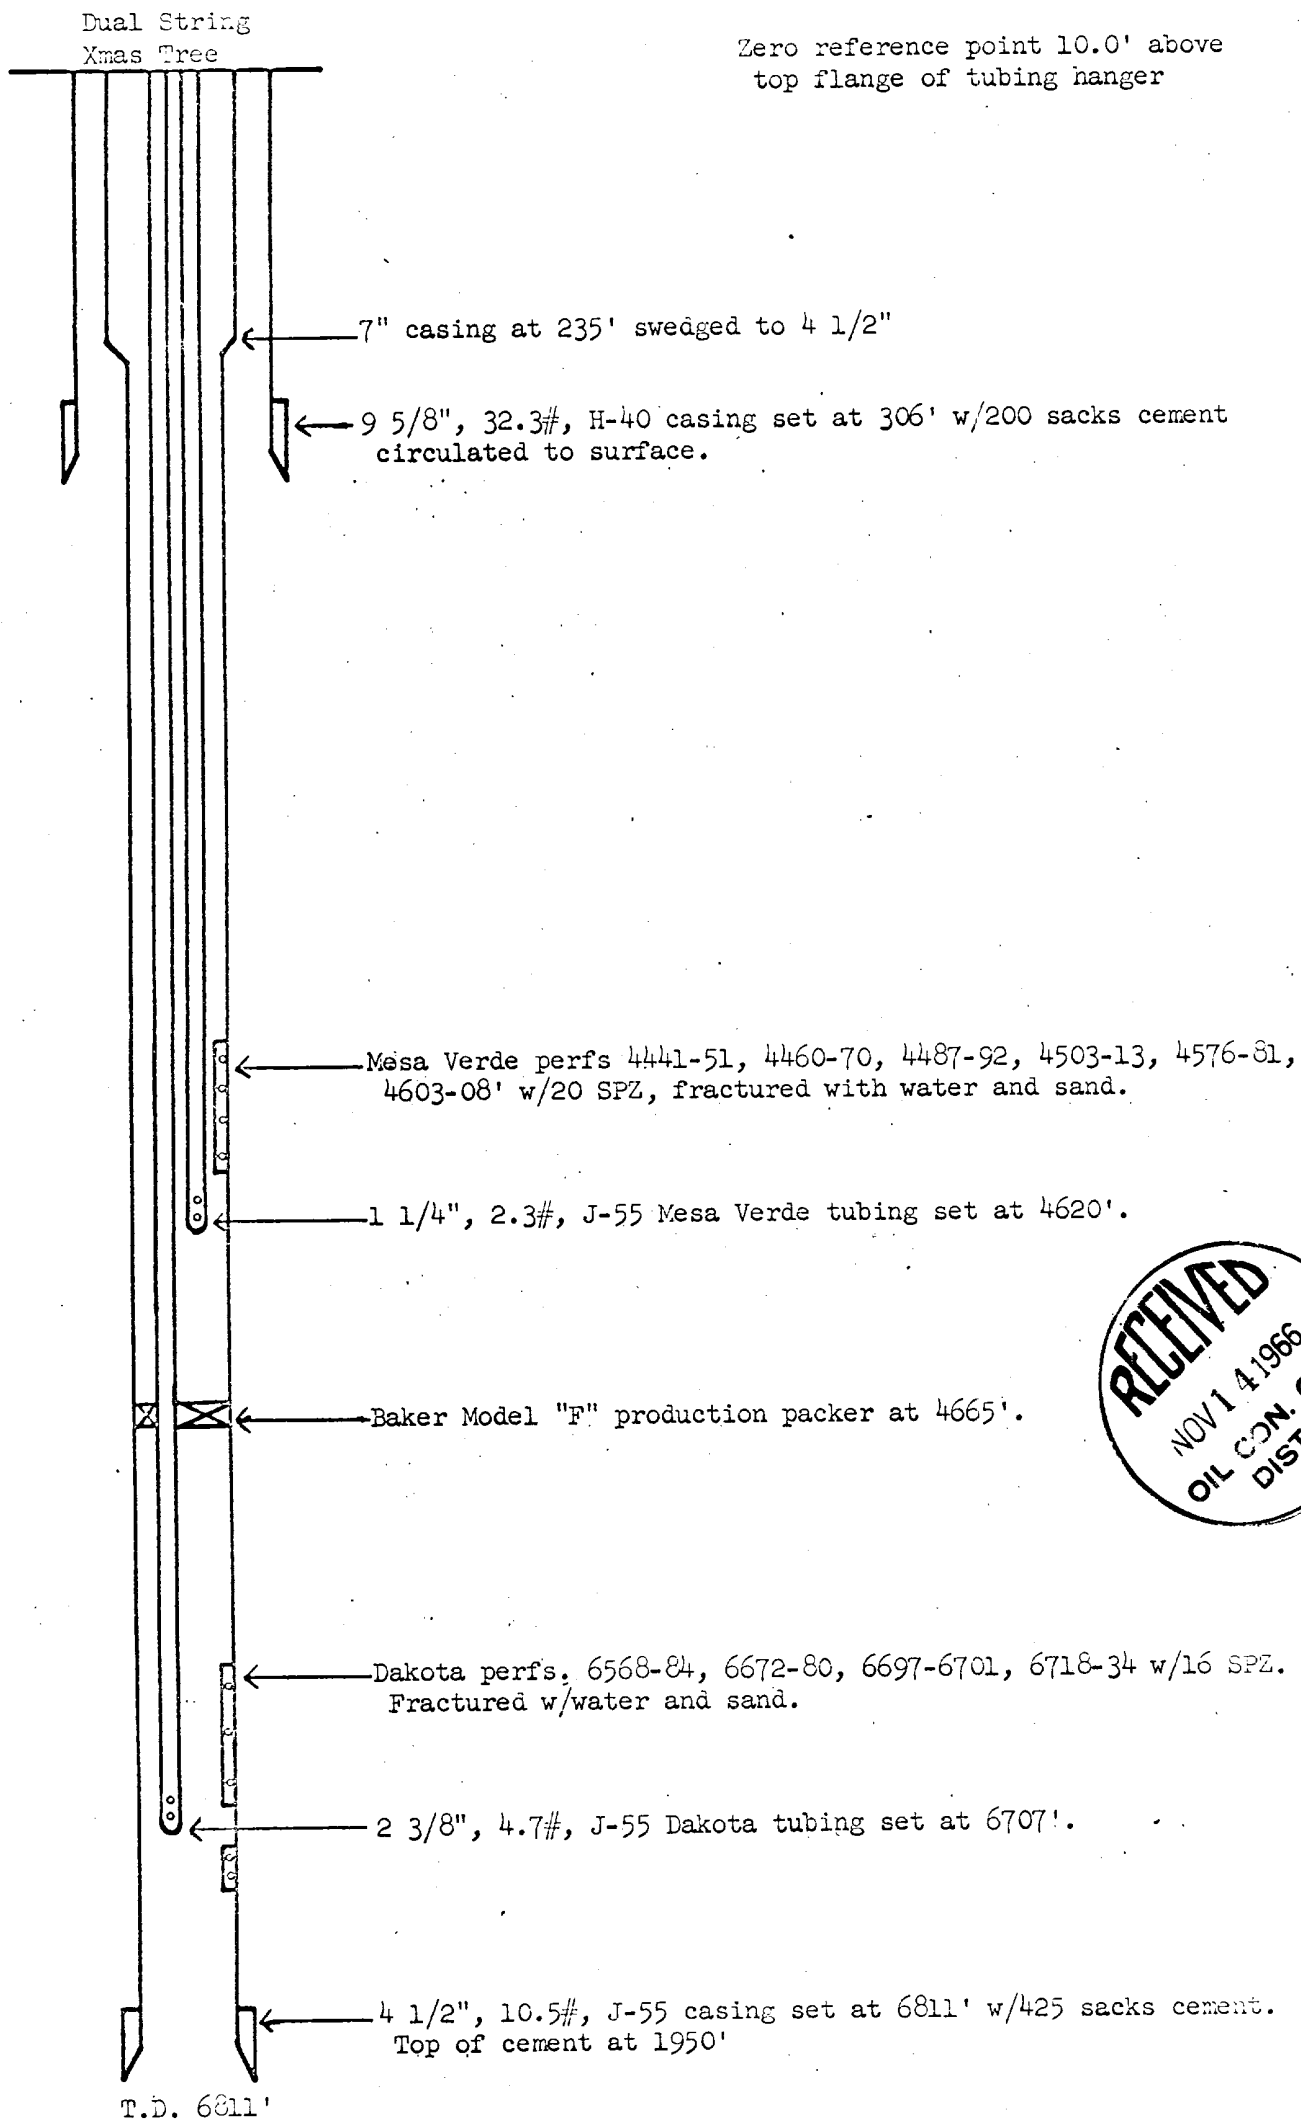 Dual String
Xmas Tree
Zero reference point 10.0' above
top flange of tubing hanger
7" casing at 235' swedged to 4 1/2"
9 5/8", 32.3#, H-40 casing set at 306' w/200 sacks cement
circulated to surface.
Mesa Verde perfs 4441-51, 4460-70, 4487-92, 4503-13, 4576-81,
4603-08' w/20 SPZ, fractured with water and sand.
1 1/4", 2.3#, J-55 Mesa Verde tubing set at 4620'.
RECEIVED
NOV 14 1966
OIL CON.
DIST
Baker Model "F" production packer at 4665'.
Dakota perfs. 6568-84, 6672-80, 6697-6701, 6718-34 w/16 SPZ.
Fractured w/water and sand.
2 3/8", 4.7#, J-55 Dakota tubing set at 6707'.
4 1/2", 10.5#, J-55 casing set at 6811' w/425 sacks cement.
Top of cement at 1950'
T.D. 6811'